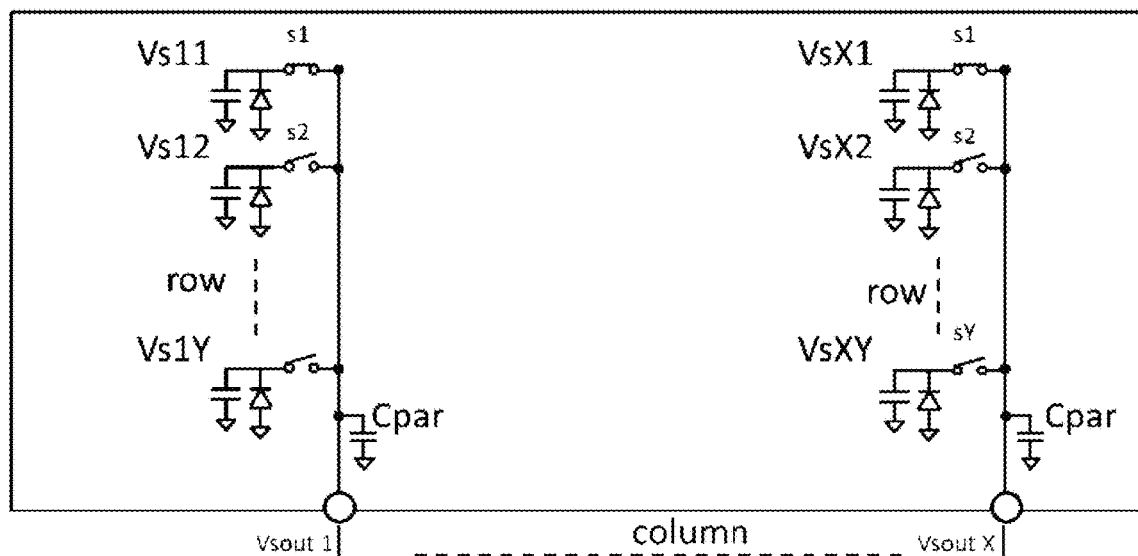 s1 s1
Vs11 VsX1
s2 s2
Vs12 VsX2
row row
Vs1Y VsXY sY
Cpar Cpar
column
Vsout 1 Vsout X